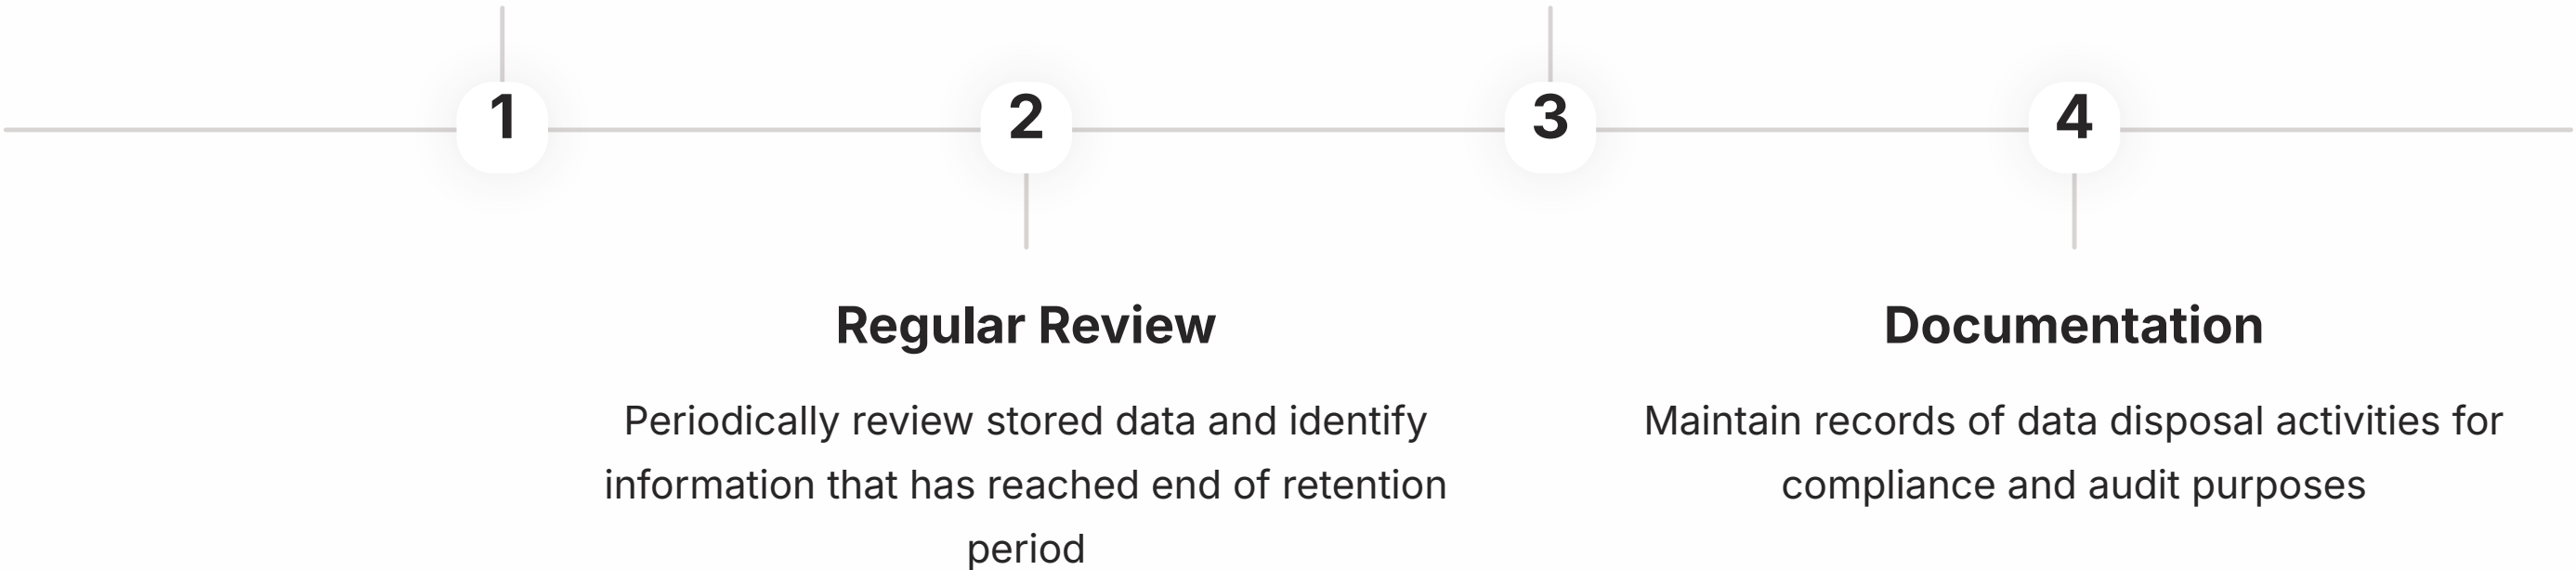 1
2
3
4
Regular Review
Periodically review stored data and identify
information that has reached end of retention
period
Documentation
Maintain records of data disposal activities for
compliance and audit purposes